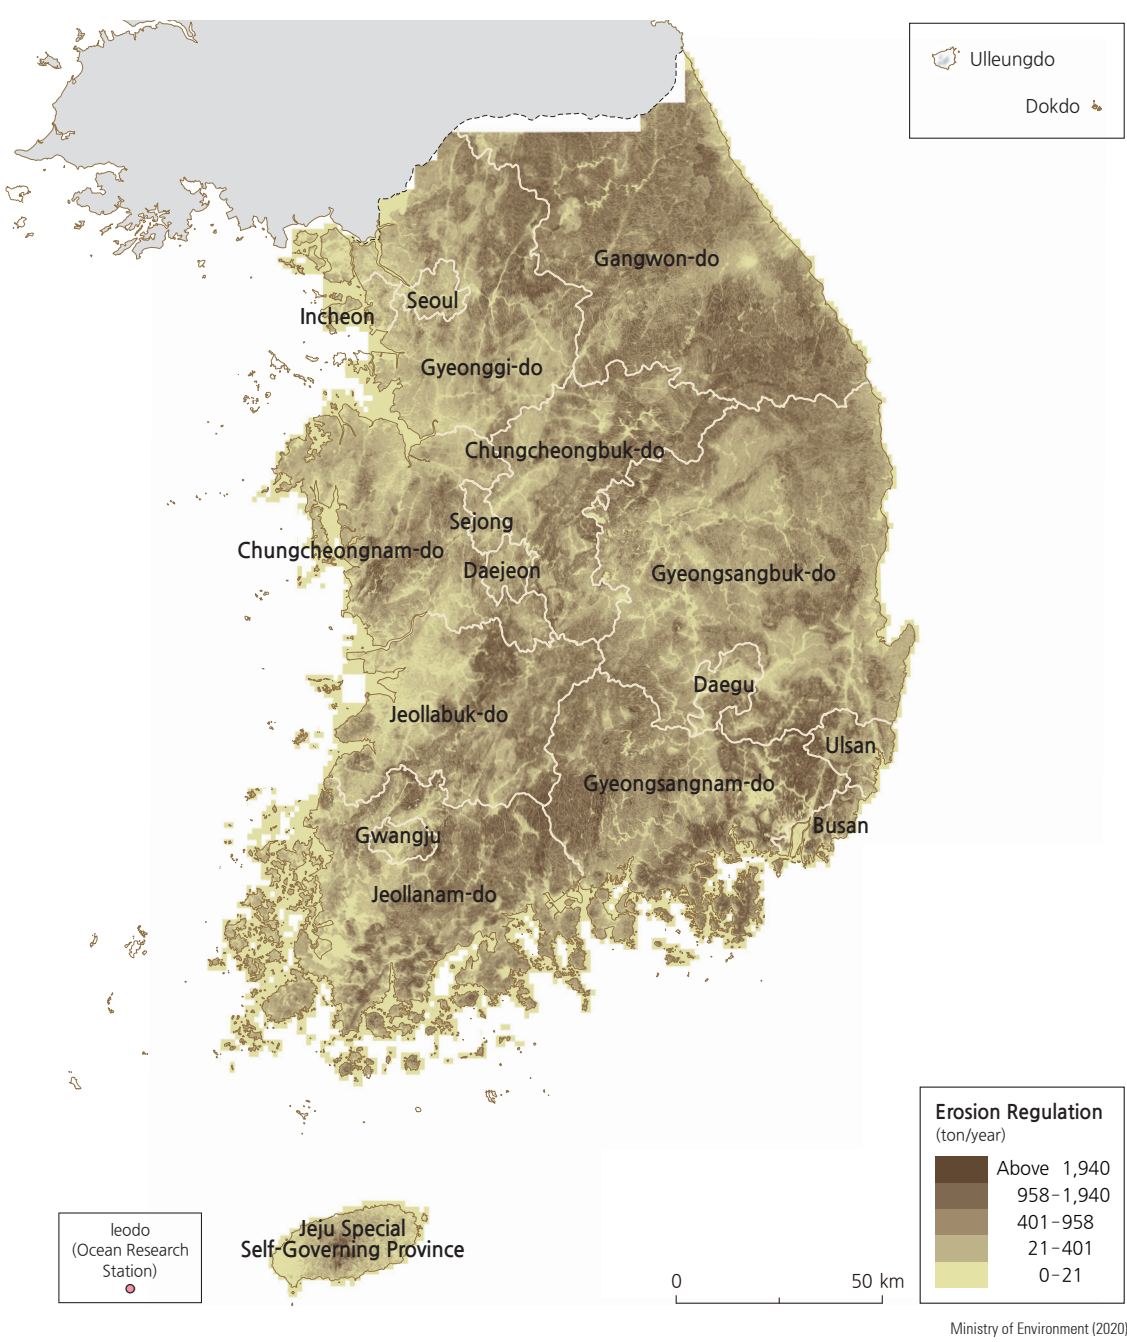 Ulleungdo
Dokdo
Gangwon-do
Seoul
Incheon
Gyeonggi-do
Chungcheongbuk-do
Sejong
Chungcheongnam-do
Daejeon
Gyeongsangbuk-do
Daegu
Jeollabuk-do
Ulsan
Gyeongsangnam-do
Busan
Gwangju
Jeollanam-do
Jeju Special
Self-Governing Province
Ieodo
(Ocean Research
Station)
0 50 km
Erosion Regulation
(ton/year)
Above 1,940
958–1,940
401–958
21–401
0–21
Ministry of Environment (2020)